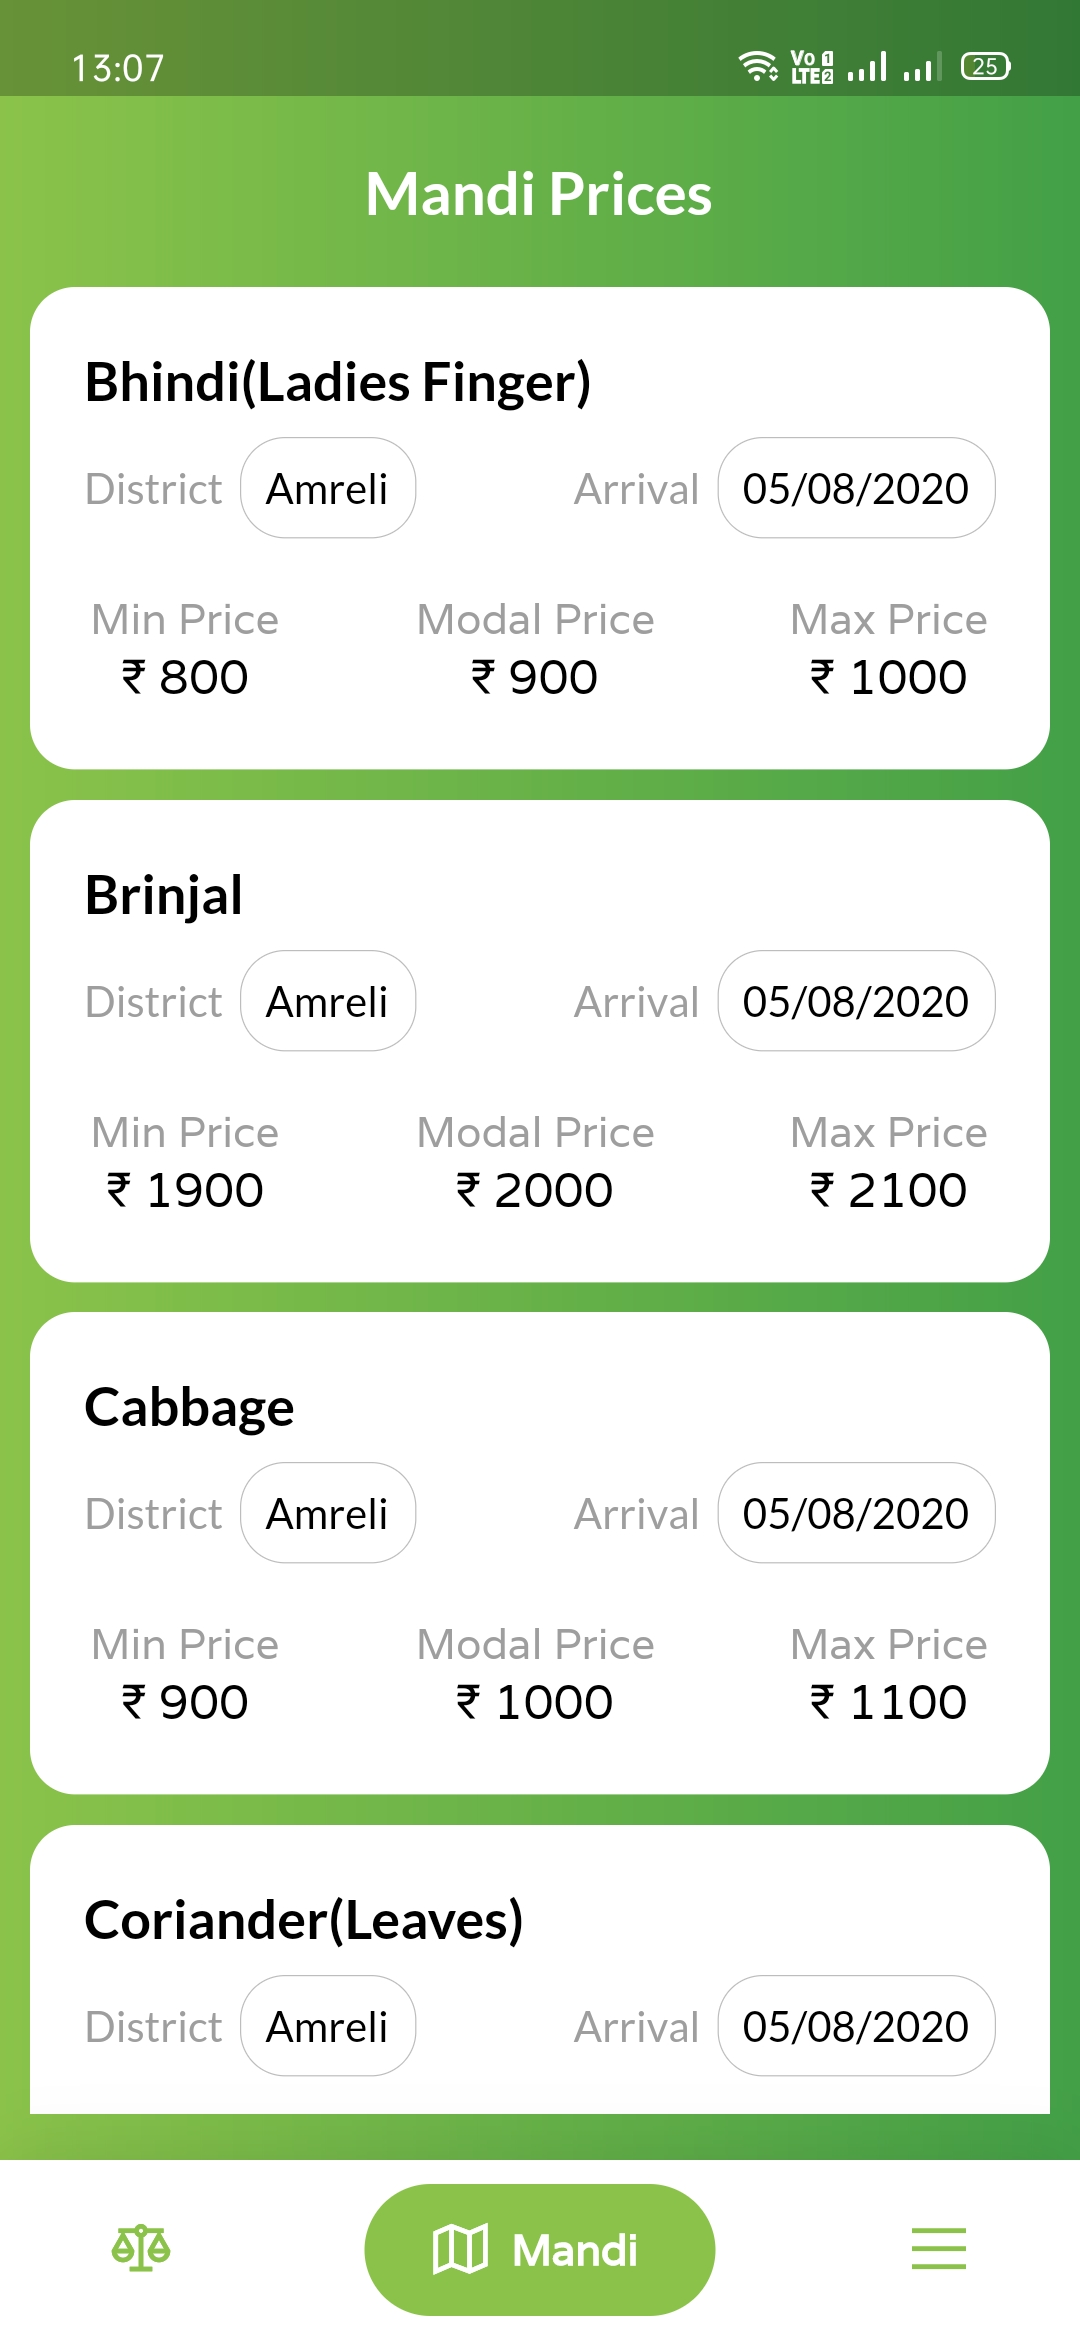 13:07 Vo 1 LTE 2 25
Mandi Prices
Bhindi(Ladies Finger)
District Amreli Arrival 05/08/2020
Min Price Modal Price Max Price
₹ 800 ₹ 900 ₹ 1000
Brinjal
District Amreli Arrival 05/08/2020
Min Price Modal Price Max Price
₹ 1900 ₹ 2000 ₹ 2100
Cabbage
District Amreli Arrival 05/08/2020
Min Price Modal Price Max Price
₹ 900 ₹ 1000 ₹ 1100
Coriander(Leaves)
District Amreli Arrival 05/08/2020
Mandi